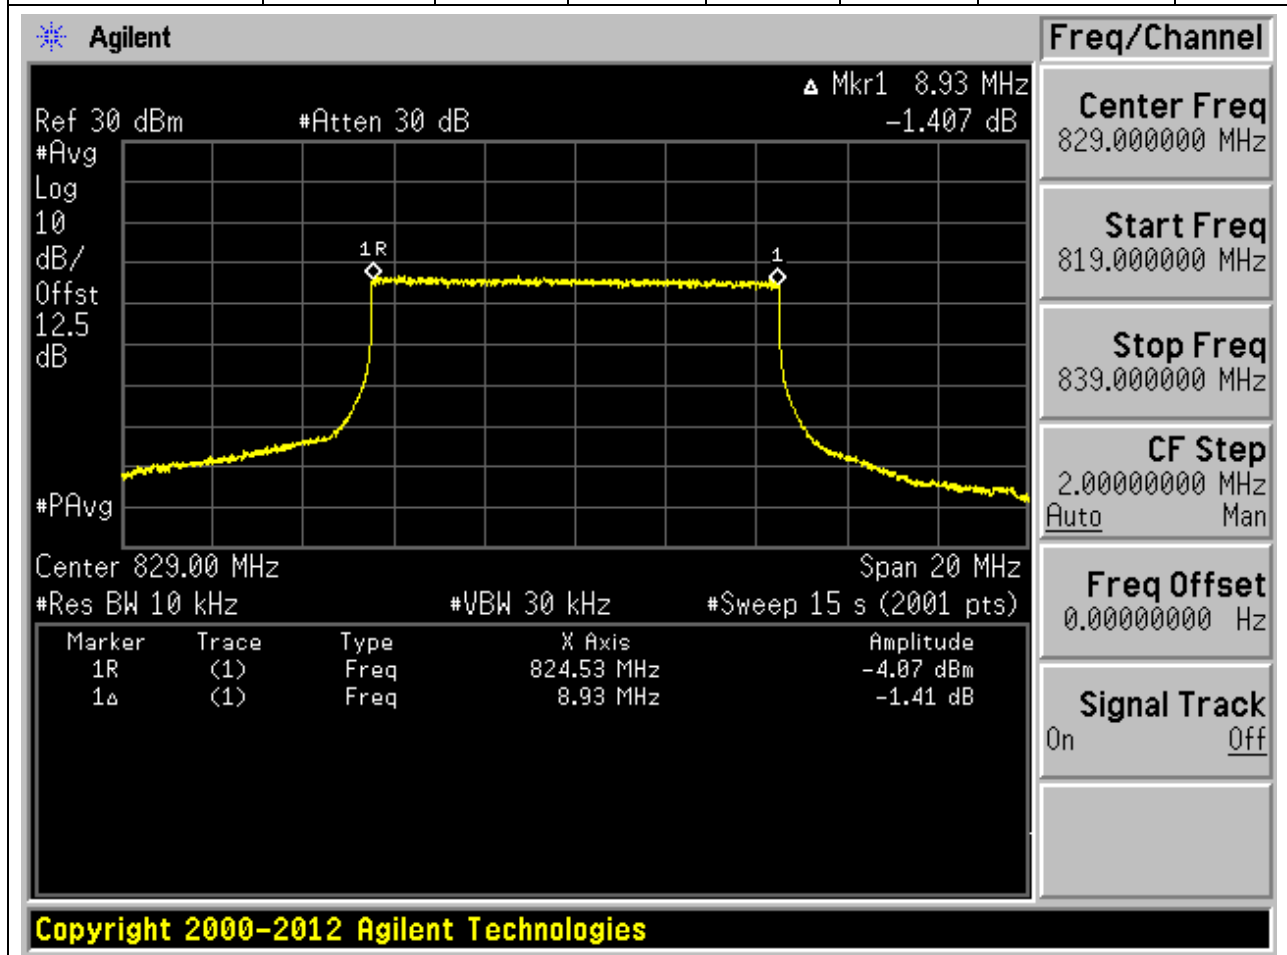 Agilent
Freq/Channel
▵ Mkr1 8.93 MHz
Ref 30 dBm #Atten 30 dB -1.407 dB
#Avg
Log
10
dB/
Offst
12.5
dB
1R
1
#PAvg
Center 829.00 MHz Span 20 MHz
#Res BW 10 kHz #VBW 30 kHz #Sweep 15 s (2001 pts)
Marker Trace Type X Axis Amplitude
1R (1) Freq 824.53 MHz -4.07 dBm
1▵ (1) Freq 8.93 MHz -1.41 dB
Center Freq
829.000000 MHz
Start Freq
819.000000 MHz
Stop Freq
839.000000 MHz
CF Step
2.00000000 MHz
Auto Man
Freq Offset
0.00000000 Hz
Signal Track
On Off
Copyright 2000-2012 Agilent Technologies